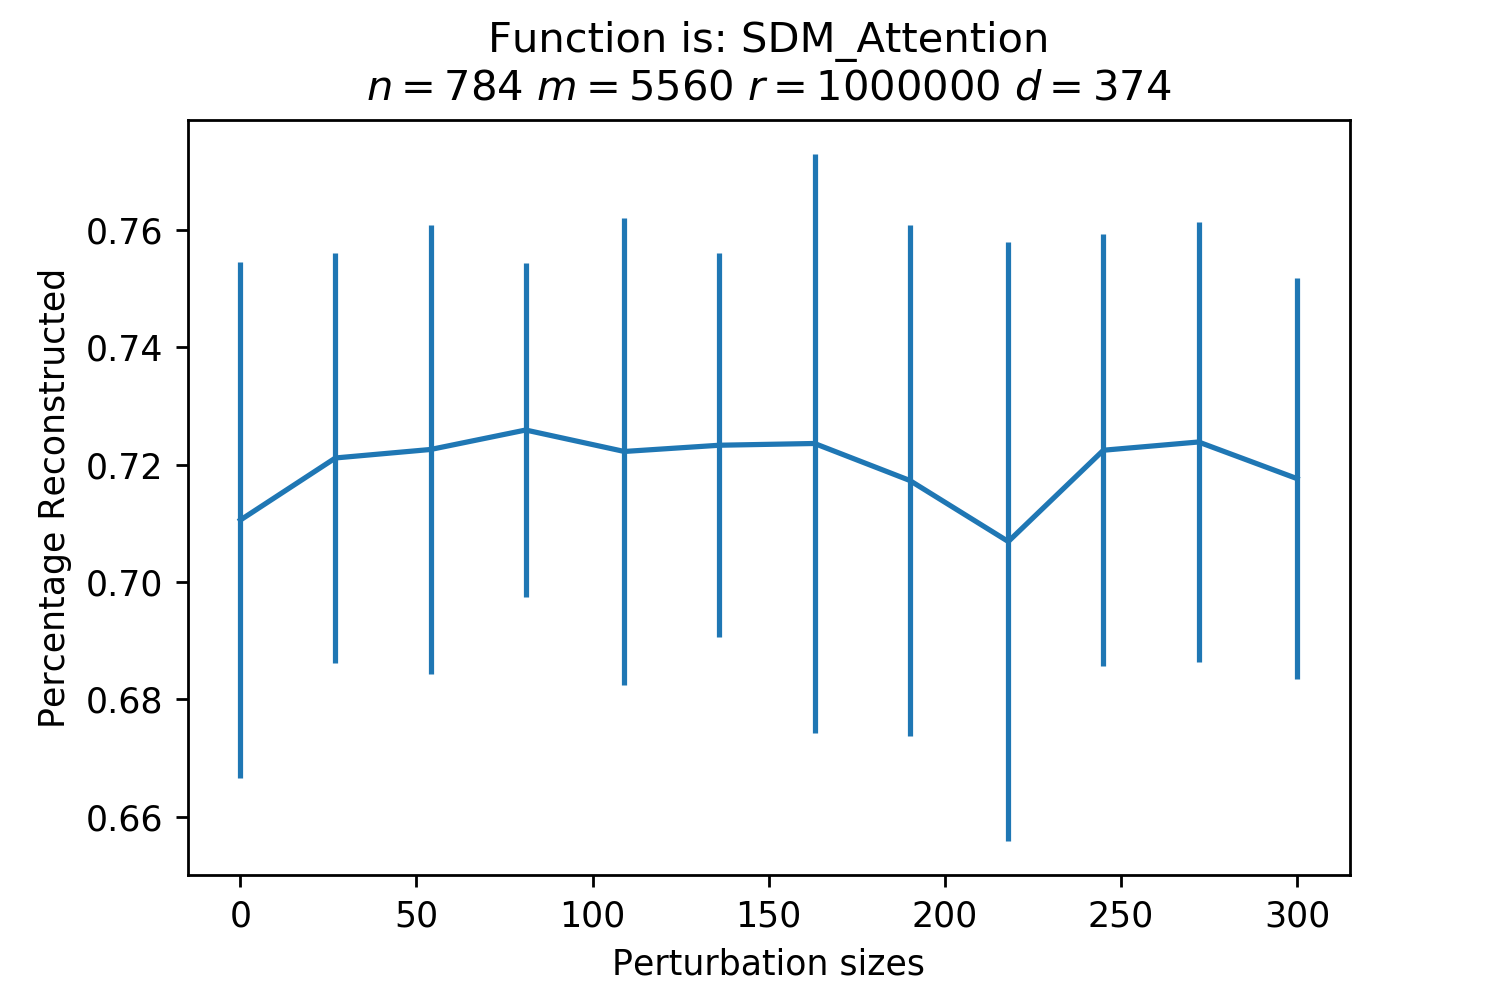 Function is: SDM_Attention
n = 784 m = 5560 r = 1000000 d = 374
Percentage Reconstructed
0.76
0.74
0.72
0.70
0.68
0.66
0 50 100 150 200 250 300
Perturbation sizes